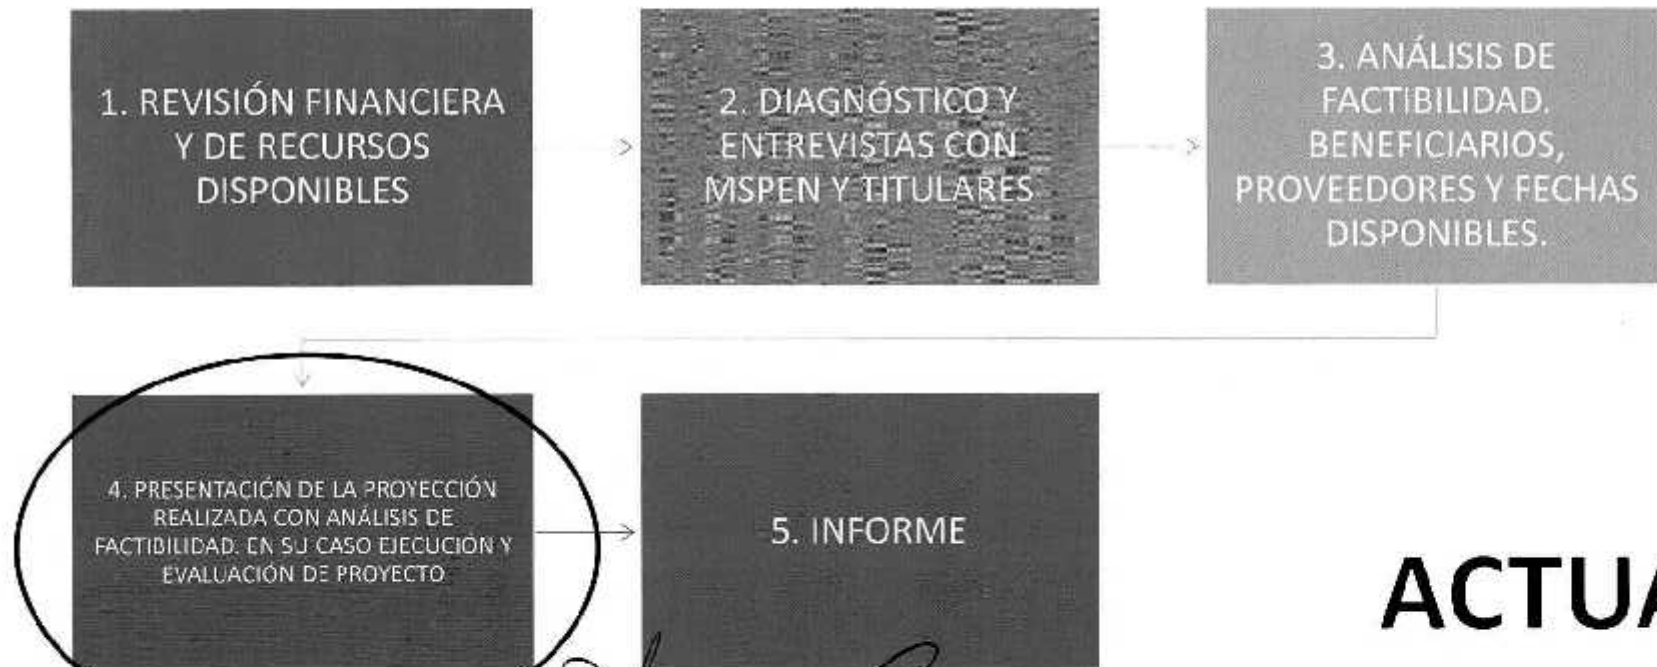 1. REVISIÓN FINANCIERA
Y DE RECURSOS
DISPONIBLES
2. DIAGNÓSTICO Y
ENTREVISTAS CON
MSPEN Y TITULARES
3. ANÁLISIS DE
FACTIBILIDAD.
BENEFICIARIOS,
PROVEEDORES Y FECHAS
DISPONIBLES.
4. PRESENTACIÓN DE LA PROYECCIÓN
REALIZADA CON ANÁLISIS DE
FACTIBILIDAD. EN SU CASO EJECUCIÓN Y
EVALUACIÓN DE PROYECTO
5. INFORME
ACTUA